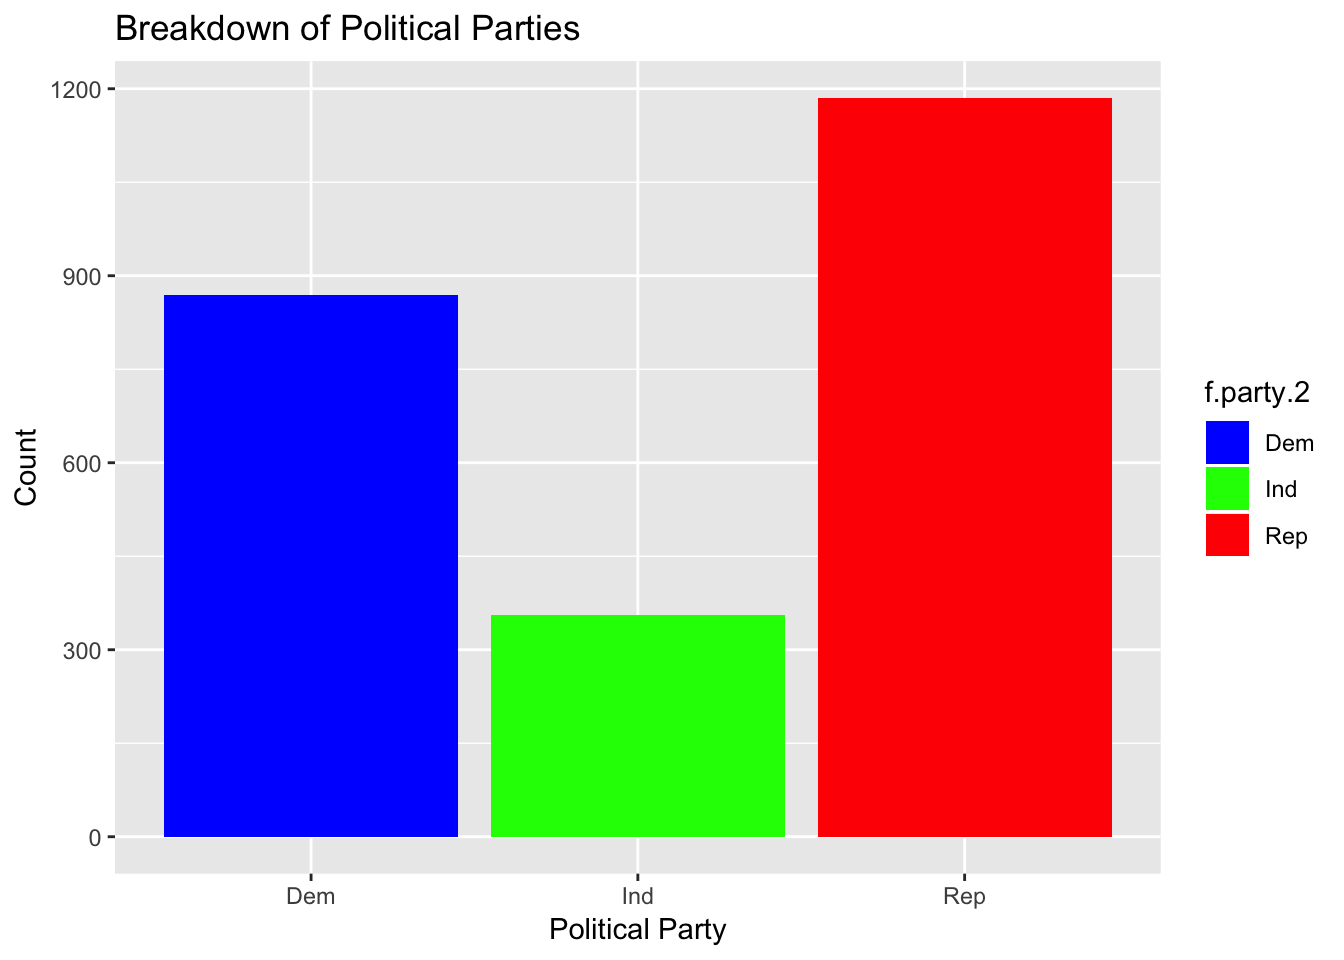 Breakdown of Political Parties
1200
900
600
300
0
Count
Dem
Ind
Rep
Political Party
f.party.2
Dem
Ind
Rep